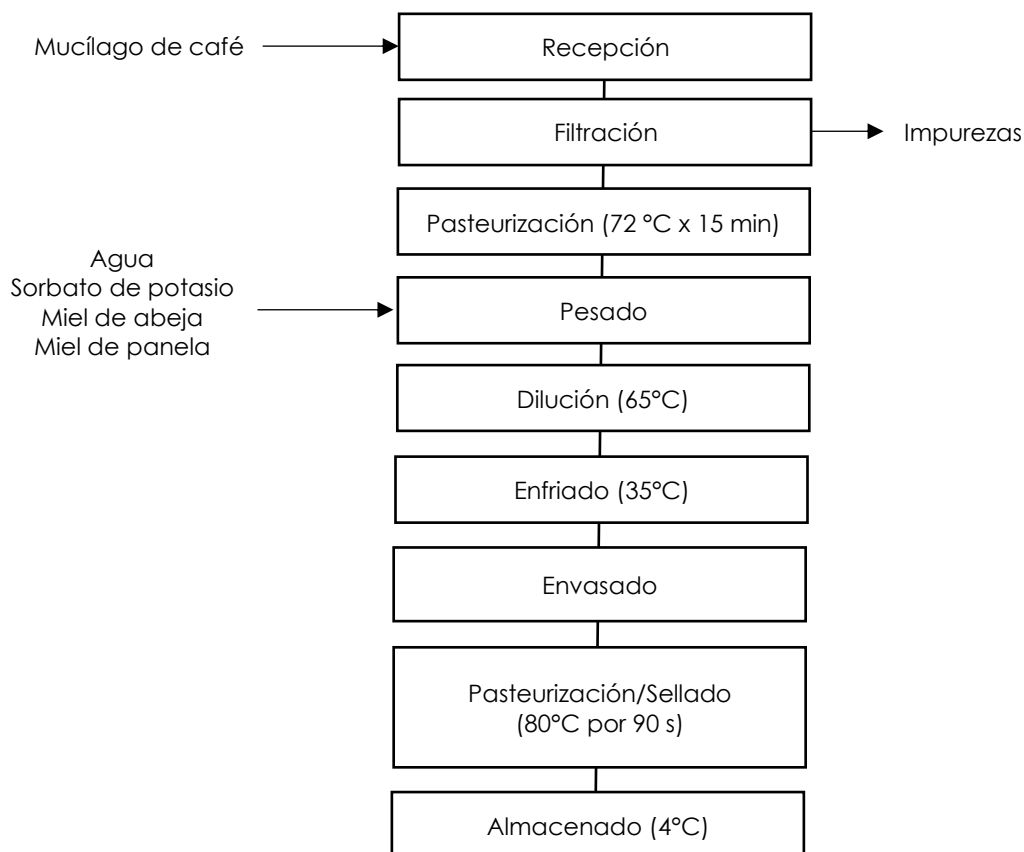 Mucílago de café
Recepción
Filtración
Impurezas
Pasteurización (72 °C x 15 min)
Agua
Sorbato de potasio
Miel de abeja
Miel de panela
Pesado
Dilución (65°C)
Enfriado (35°C)
Envasado
Pasteurización/Sellado
(80°C por 90 s)
Almacenado (4°C)